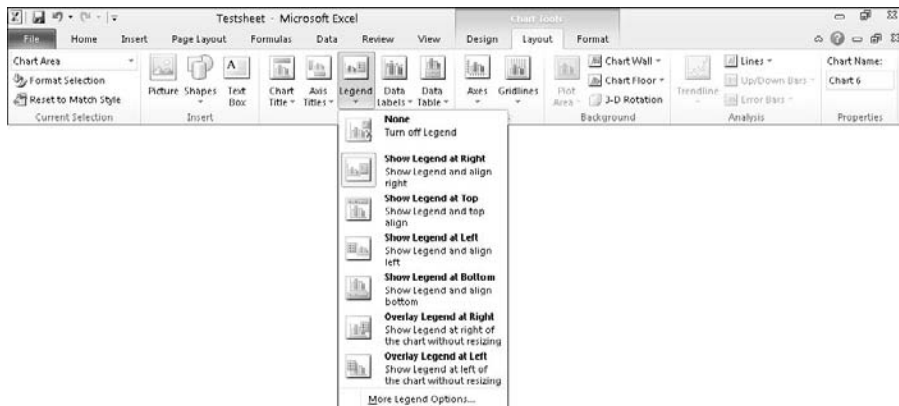 Testsheet - Microsoft Excel
Chart Tools
File Home Insert Page Layout Formulas Data Review View Design Layout Format
Chart Area
Format Selection
Reset to Match Style
Current Selection
Picture Shapes Text Box
Insert
Chart Title Axis Titles Legend Data Labels Data Table
Axes Gridlines
Plot Area
Chart Wall
Chart Floor
3-D Rotation
Background
Trendline
Lines
Up/Down Bars
Error Bars
Analysis
Chart Name:
Chart 6
Properties
None
Turn off Legend
Show Legend at Right
Show Legend and align
right
Show Legend at Top
Show Legend and top
align
Show Legend at Left
Show Legend and align
left
Show Legend at Bottom
Show Legend and align
bottom
Overlay Legend at Right
Show Legend at right of
the chart without resizing
Overlay Legend at Left
Show Legend at left of
the chart without resizing
More Legend Options...